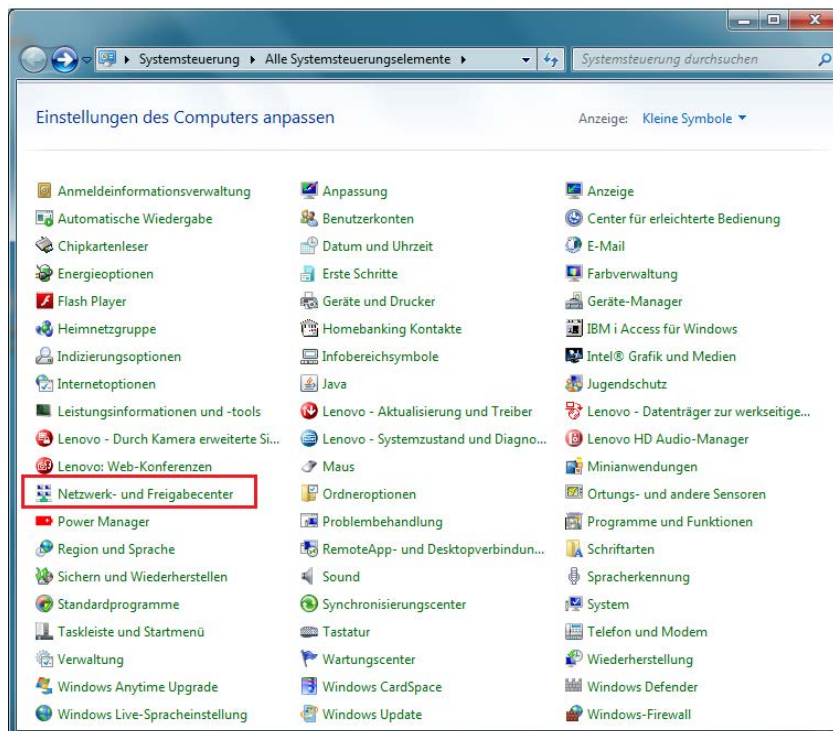 Systemsteuerung Alle Systemsteuerungselemente Systemsteuerung durchsuchen
Einstellungen des Computers anpassen Anzeige: Kleine Symbole
Anmeldeinformationsverwaltung Anpassung Anzeige
Automatische Wiedergabe Benutzerkonten Center für erleichterte Bedienung
Chipkartenleser Datum und Uhrzeit E-Mail
Energieoptionen Erste Schritte Farbverwaltung
Flash Player Geräte und Drucker Geräte-Manager
Heimnetzgruppe Homebanking Kontakte IBM i Access für Windows
Indizierungsoptionen Infobereichsymbole Intel® Grafik und Medien
Internetoptionen Java Jugendschutz
Leistungsinformationen und -tools Lenovo - Aktualisierung und Treiber Lenovo - Datenträger zur werkseitige...
Lenovo - Durch Kamera erweiterte Si... Lenovo - Systemzustand und Diagno... Lenovo HD Audio-Manager
Lenovo: Web-Konferenzen Maus Minianwendungen
Netzwerk- und Freigabecenter Ordneroptionen Ortungs- und andere Sensoren
Power Manager Problembehandlung Programme und Funktionen
Region und Sprache RemoteApp- und Desktopverbindun... Schriftarten
Sichern und Wiederherstellen Sound Spracherkennung
Standardprogramme Synchronisierungscenter System
Taskleiste und Startmenü Tastatur Telefon und Modem
Verwaltung Wartungscenter Wiederherstellung
Windows Anytime Upgrade Windows CardSpace Windows Defender
Windows Live-Spracheinstellung Windows Update Windows-Firewall